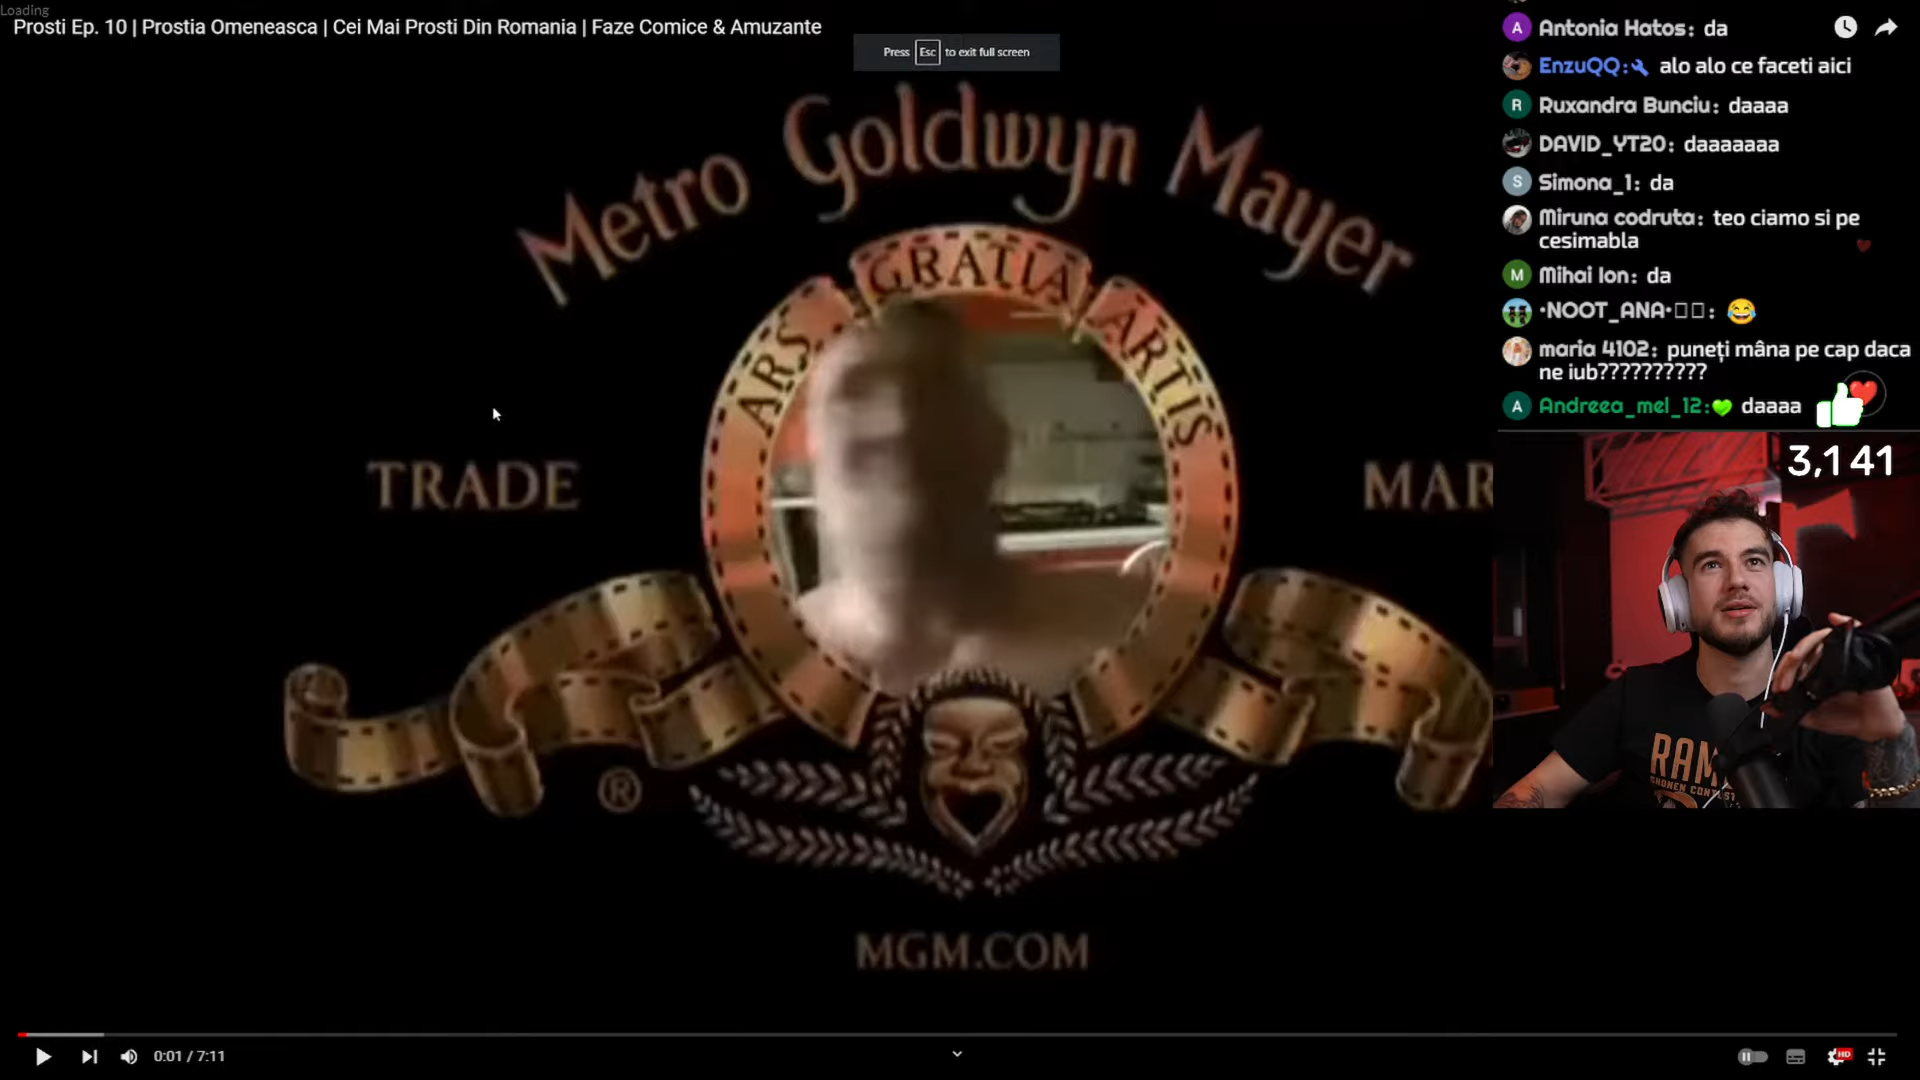 Loading
Prosti Ep. 10 | Prostia Omeneasca | Cei Mai Prosti Din Romania | Faze Comice & Amuzante
Press Esc to exit full screen
Metro Goldwyn Mayer
ARS GRATIA ARTIS
TRADE
MAR
®
MGM.COM
0:01 / 7:11
HD
A Antonia Hatos: da
EnzuQQ: alo alo ce faceti aici
R Ruxandra Bunciu: daaaa
DAVID_YT20: daaaaaaa
S Simona_1: da
Miruna codruta: teo ciamo si pe
cesimabla
M Mihai Ion: da
•NOOT_ANA•□□: 😂
maria 4102: puneți mâna pe cap daca
ne iub??????????
A Andreea_mel_12:💚 daaaa
3,141